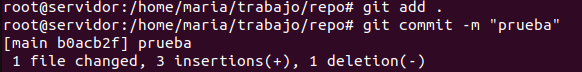 root@servidor:/home/maria/trabajo/repo# git add .
root@servidor:/home/maria/trabajo/repo# git commit -m "prueba"
[main b0acb2f] prueba
 1 file changed, 3 insertions(+), 1 deletion(-)